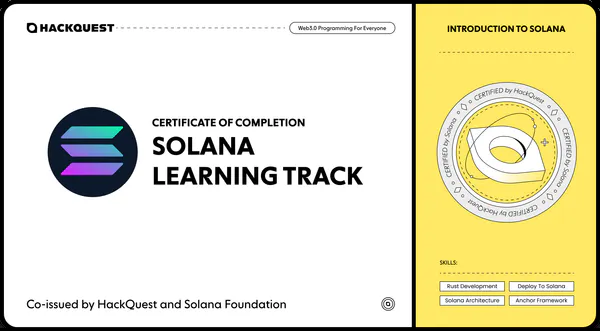 HACKQUEST
Web3.0 Programming For Everyone
CERTIFICATE OF COMPLETION
SOLANA
LEARNING TRACK
Co-issued by HackQuest and Solana Foundation
INTRODUCTION TO SOLANA
CERTIFIED by HackQuest
CERTIFIED by Solana
CERTIFIED by HackQuest
CERTIFIED by Solana
SKILLS:
Rust Development
Deploy To Solana
Solana Architecture
Anchor Framework